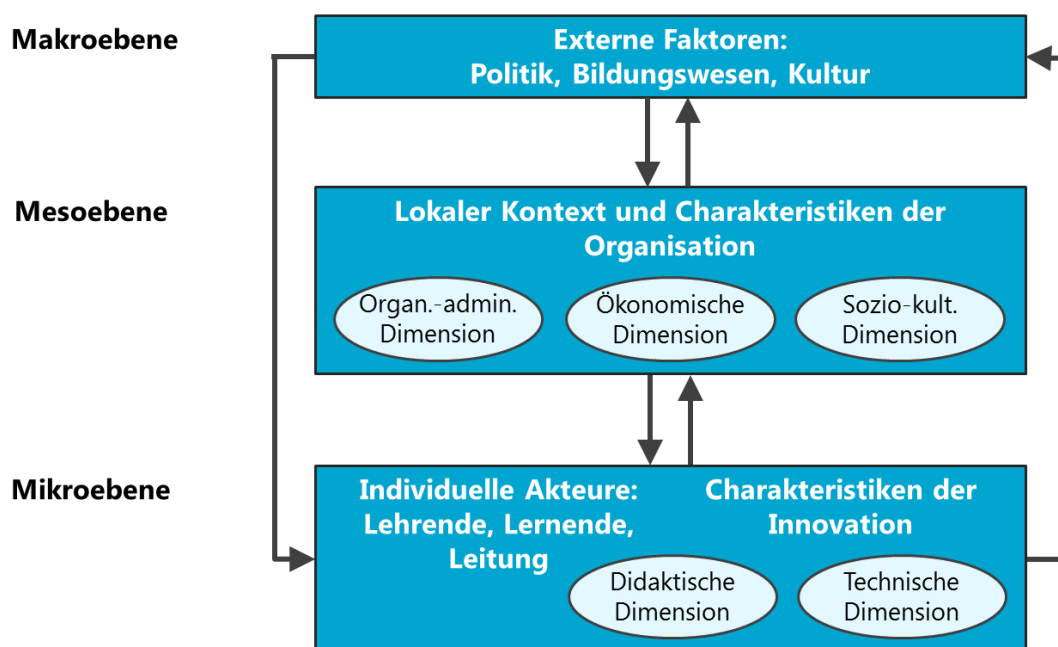 Makroebene
Externe Faktoren:
Politik, Bildungswesen, Kultur
Mesoebene
Lokaler Kontext und Charakteristiken der
Organisation
Organ.-admin.
Dimension
Ökonomische
Dimension
Sozio-kult.
Dimension
Mikroebene
Individuelle Akteure:
Lehrende, Lernende,
Leitung
Charakteristiken der
Innovation
Didaktische
Dimension
Technische
Dimension